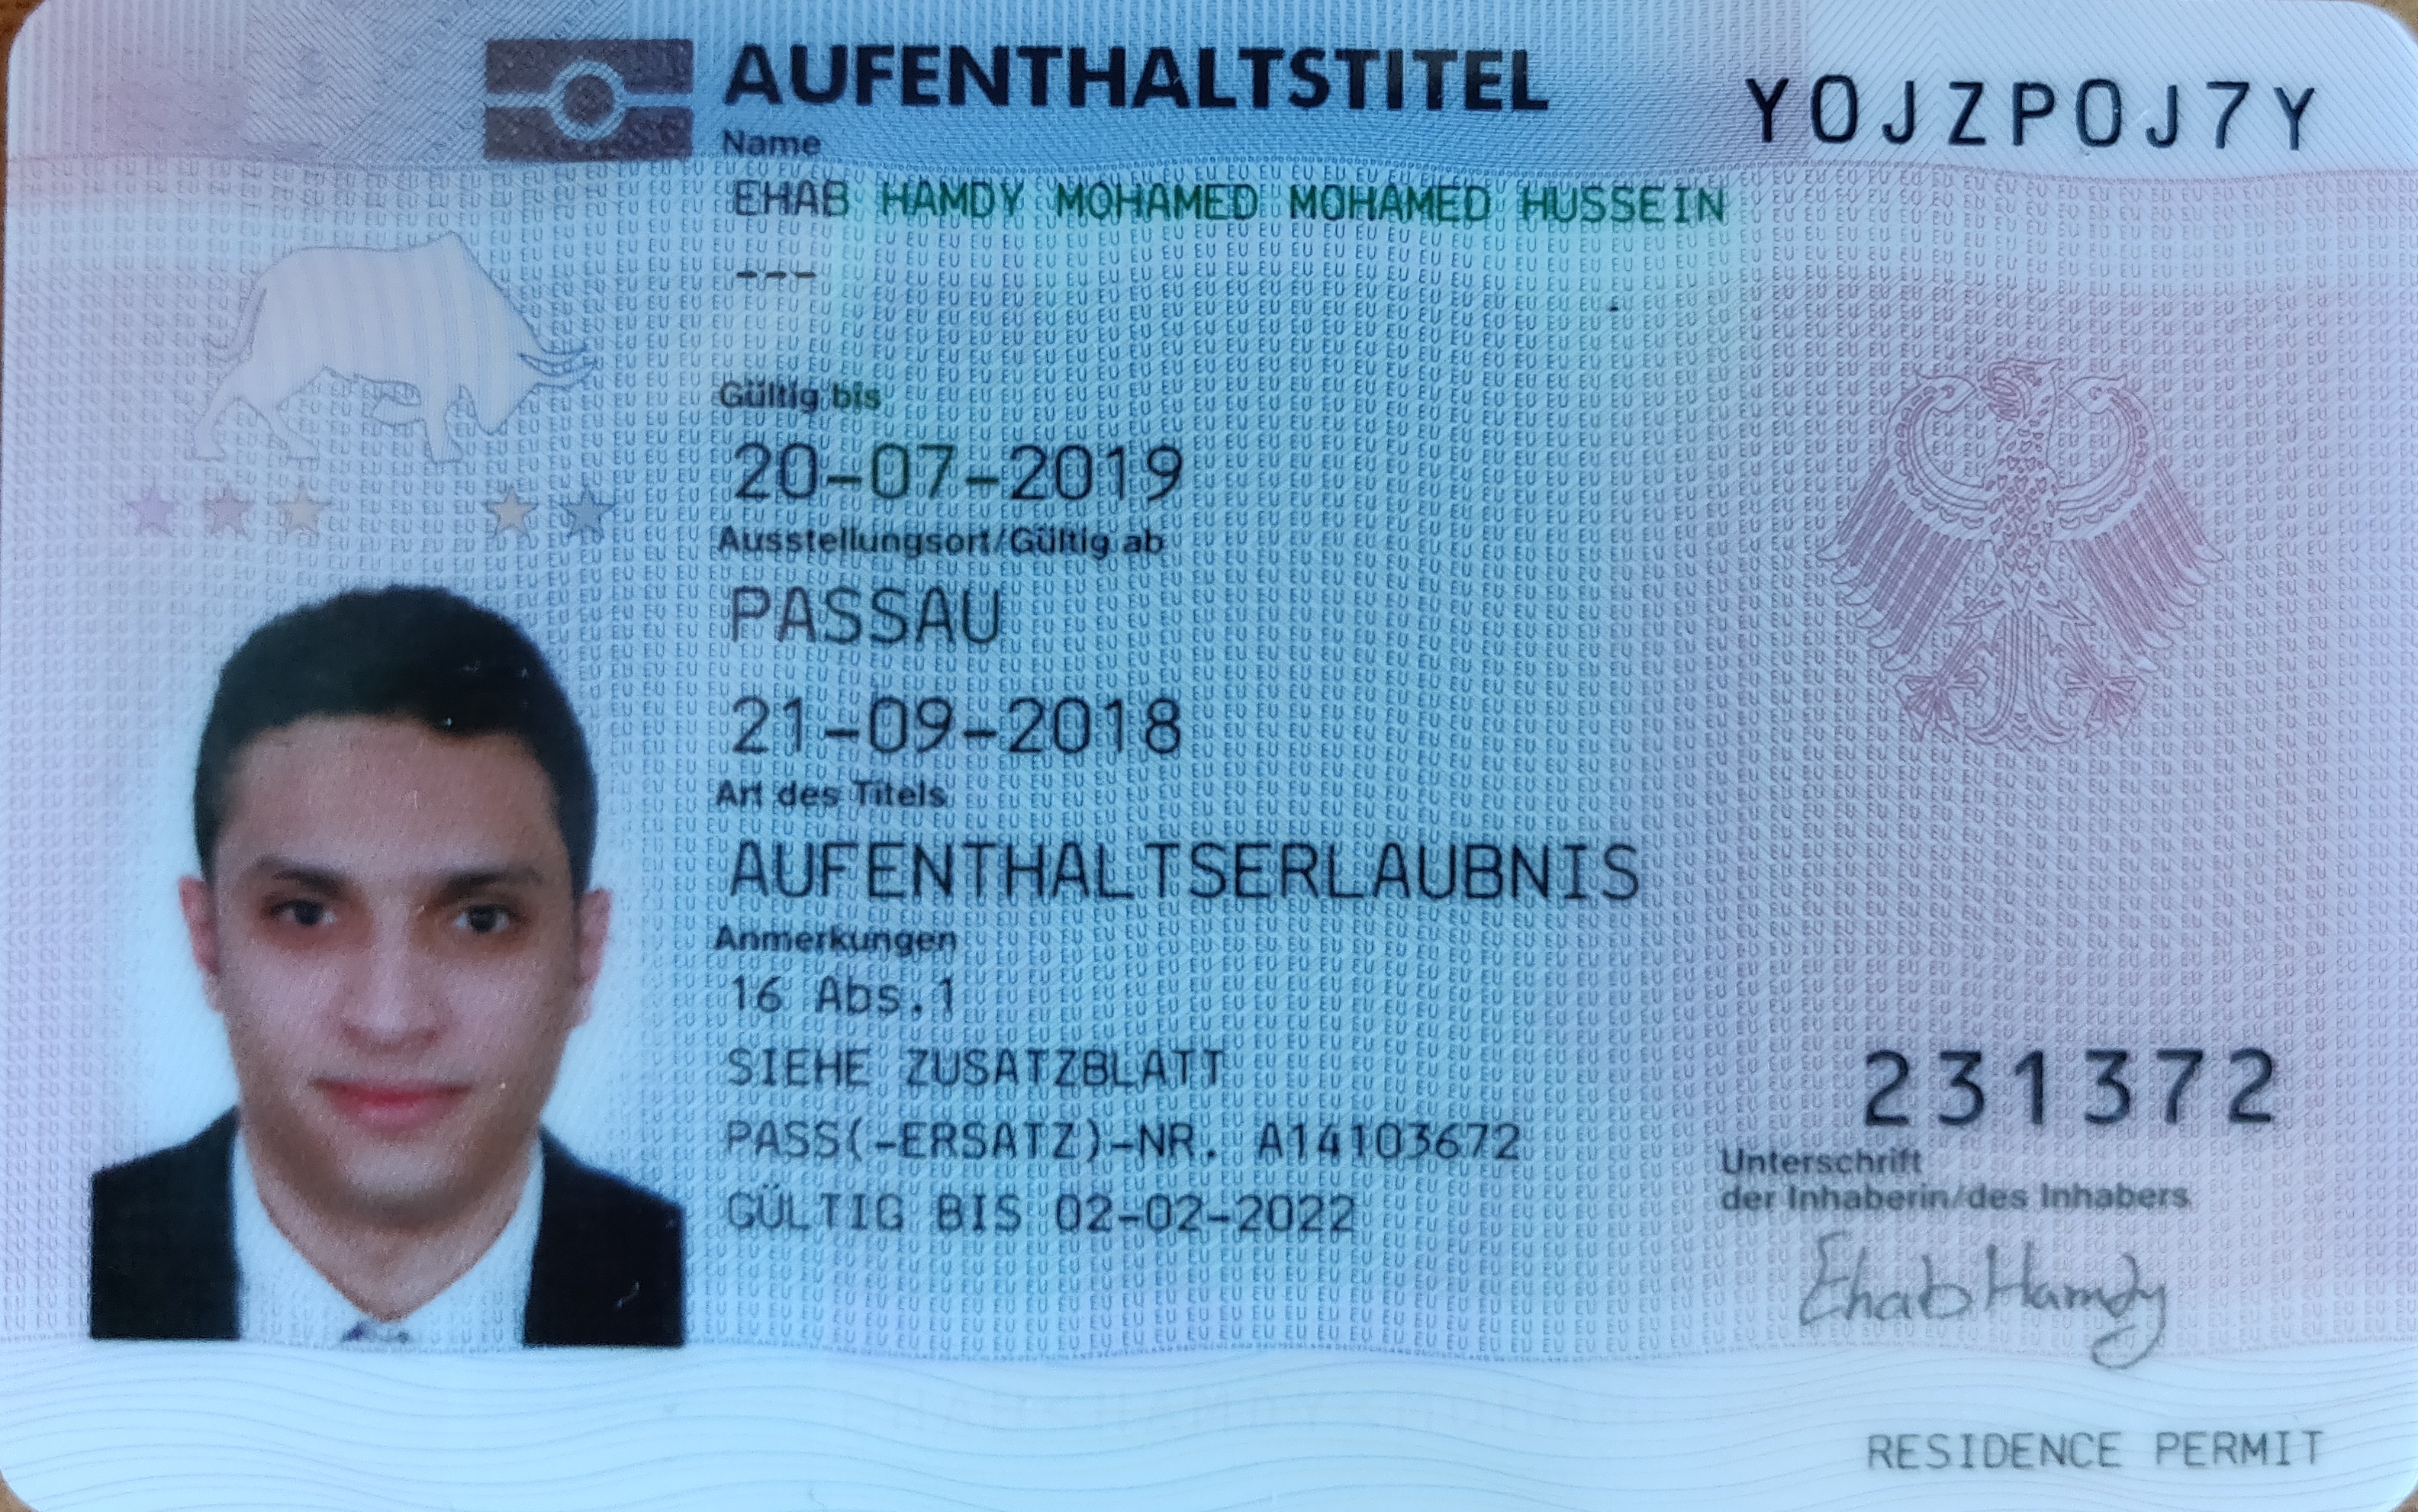 AUFENTHALTSTITEL
Y0JZP0J7Y
Name
EHAB HAMDY MOHAMED MOHAMED HUSSEIN
---
Gültig bis
20-07-2019
Ausstellungsort/Gültig ab
PASSAU
21-09-2018
Art des Titels
AUFENTHALTSERLAUBNIS
Anmerkungen
16 Abs.1
SIEHE ZUSATZBLATT
PASS(-ERSATZ)-NR. A14103672
GÜLTIG BIS 02-02-2022
231372
Unterschrift
der Inhaberin/des Inhabers
Ehab Hamdy
RESIDENCE PERMIT